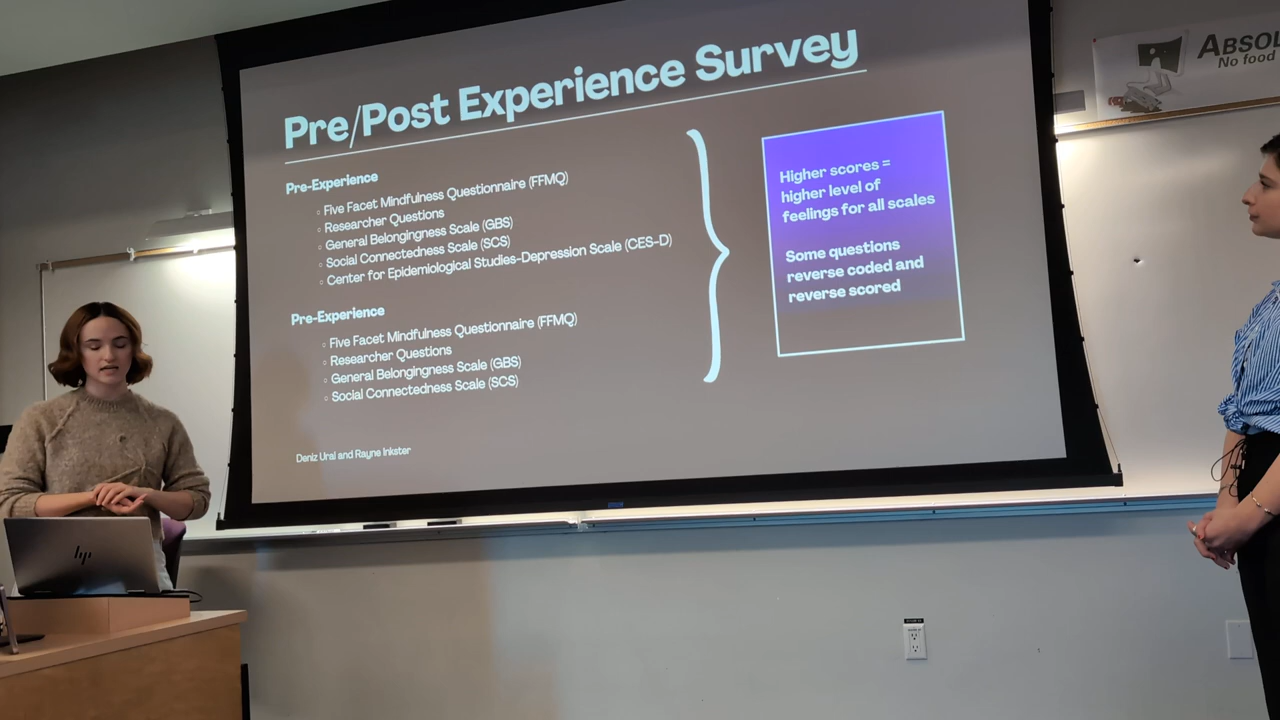 Pre/Post Experience Survey
Pre-Experience
Five Facet Mindfulness Questionnaire (FFMQ)
Researcher Questions
General Belongingness Scale (GBS)
Social Connectedness Scale (SCS)
Center for Epidemiological Studies-Depression Scale (CES-D)
Pre-Experience
Five Facet Mindfulness Questionnaire (FFMQ)
Researcher Questions
General Belongingness Scale (GBS)
Social Connectedness Scale (SCS)
Deniz Ural and Rayne Inkster
Higher scores =
higher level of
feelings for all scales
Some questions
reverse coded and
reverse scored
ABSOL
No food
hp